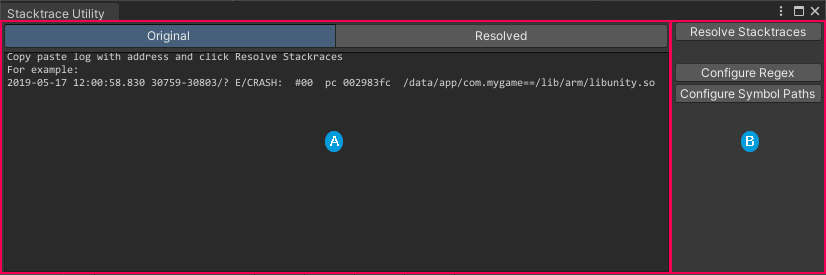 Stacktrace Utility
Original
Resolved
Copy paste log with address and click Resolve Stackraces
For example:
2019-05-17 12:00:58.830 30759-30803/? E/CRASH:  #00  pc 002983fc  /data/app/com.mygame==/lib/arm/libunity.so
A
Resolve Stacktraces
Configure Regex
Configure Symbol Paths
B